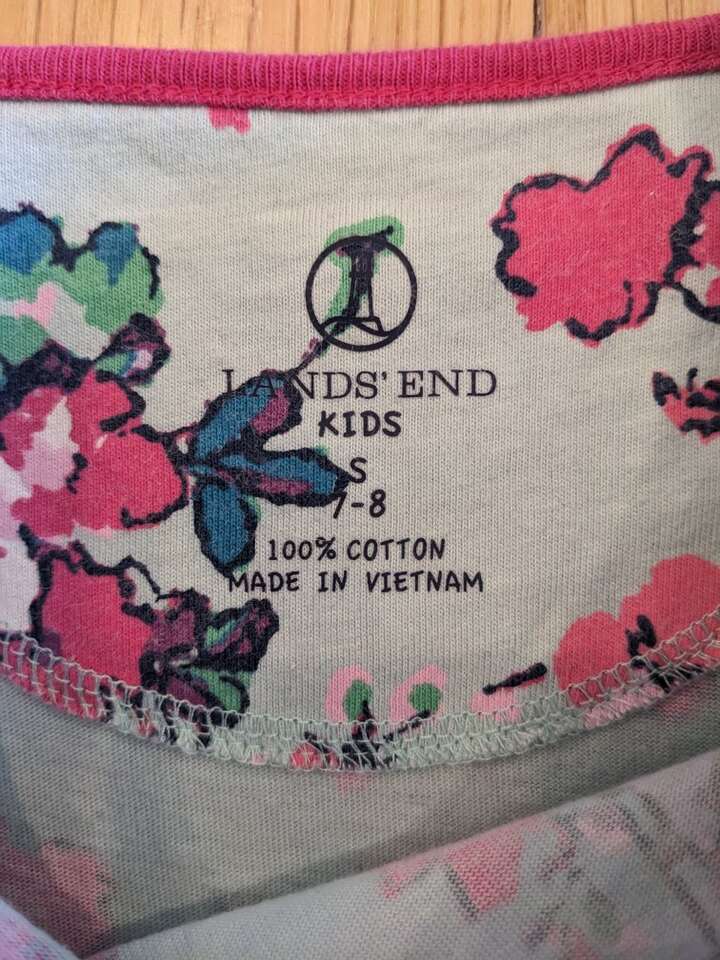 LANDS' END
KIDS
S
7-8
100% COTTON
MADE IN VIETNAM